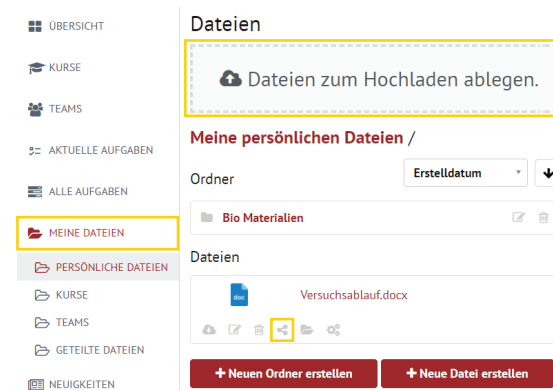 ÜBERSICHT
KURSE
TEAMS
AKTUELLE AUFGABEN
ALLE AUFGABEN
MEINE DATEIEN
PERSÖNLICHE DATEIEN
KURSE
TEAMS
GETEILTE DATEIEN
NEUIGKEITEN
Dateien
Dateien zum Hochladen ablegen.
Meine persönlichen Dateien /
Ordner
Erstelldatum
Bio Materialien
Dateien
doc
Versuchsablauf.docx
+ Neuen Ordner erstellen
+ Neue Datei erstellen